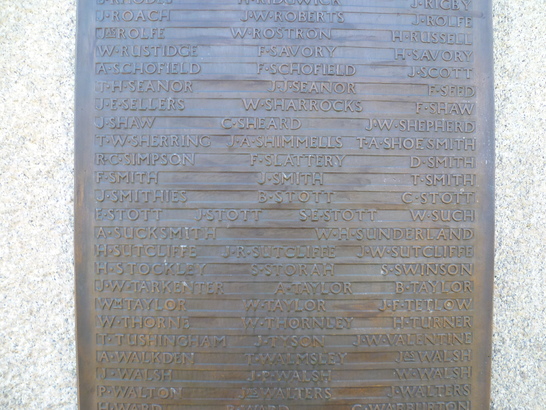 J·ROACH J·W·ROBERTS J·ROLFE
ROLFE W·ROSTRON H·RUSSELL
W·RUSTIDGE F·SAVORY H·SAVORY
A·SCHOFIELD F·SCHOFIELD J·SCOTT
T·H·SEANOR J·J·SEANOR E·SEED
J·E·SELLERS W·SHARROCKS F·SHAW
J·SHAW C·SHEARD J·W·SHEPHERD
T·W·SHERRING J·A·SHIMMELLS T·A·SHOESMITH
R·G·SIMPSON F·SLATTERY D·SMITH
F·SMITH J·SMITH T·SMITH
J·SMITHIES B·STOTT C·STOTT
F·STOTT J·STOTT S·E·STOTT W·SUCH
A·SUCKSMITH W·H·SUNDERLAND
H·SUTCLIFFE J·R·SUTCLIFFE J·W·SUTCLIFFE
H·STOCKLEY S·STORAH S·SWINSON
J·W·TARKENTER A·TAYLOR B·TAYLOR
TAYLOR W·TAYLOR J·F·TETLOW
W·THORNE W·THORNLEY H·TURNER
T·TUSHINGHAM J·TYSON J·W·VALENTINE
A·WALKDEN T·WALMSLEY WALSH
WALSH WALSH W·WALSH
P·WALTON WALTERS J·WALTERS